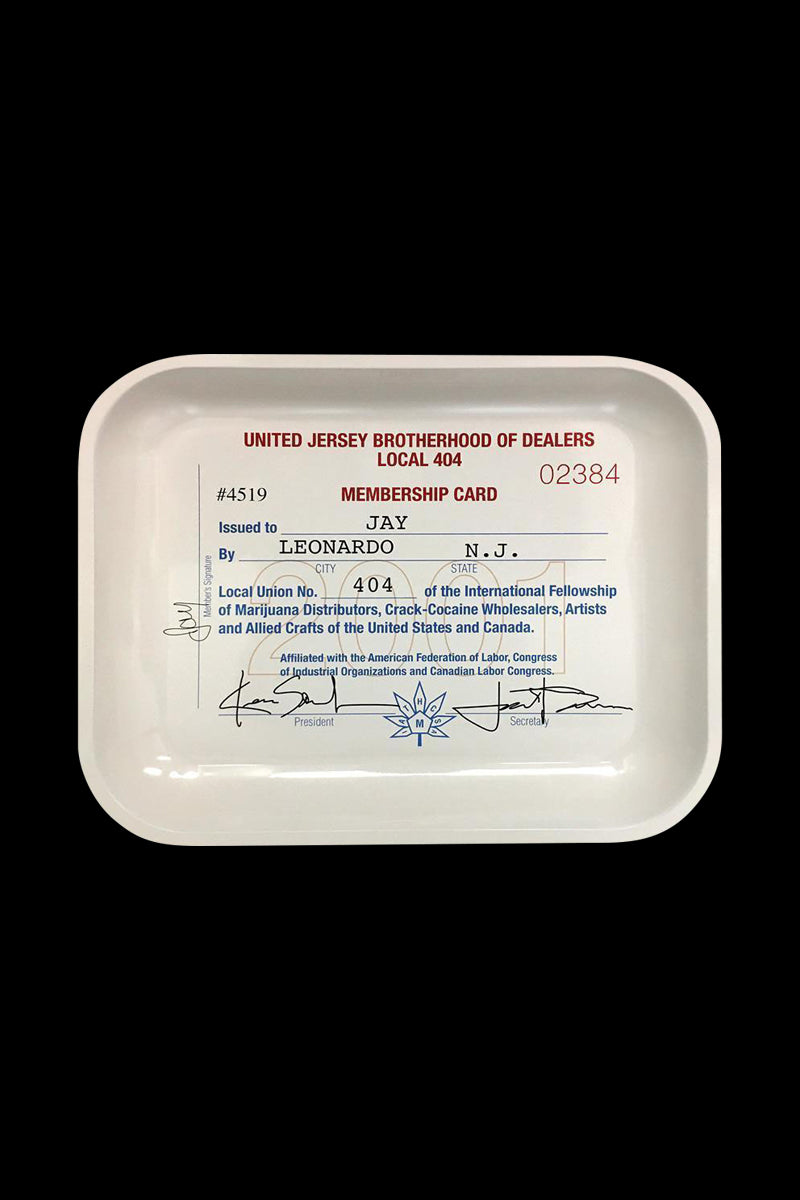 UNITED JERSEY BROTHERHOOD OF DEALERS
LOCAL 404
02384
#4519
MEMBERSHIP CARD
Issued to JAY
By LEONARDO N.J.
CITY STATE
2001
Local Union No. 404 of the International Fellowship
of Marijuana Distributors, Crack-Cocaine Wholesalers, Artists
and Allied Crafts of the United States and Canada.
Affiliated with the American Federation of Labor, Congress
of Industrial Organizations and Canadian Labor Congress.
President
Secretary
Member's Signature
Jay